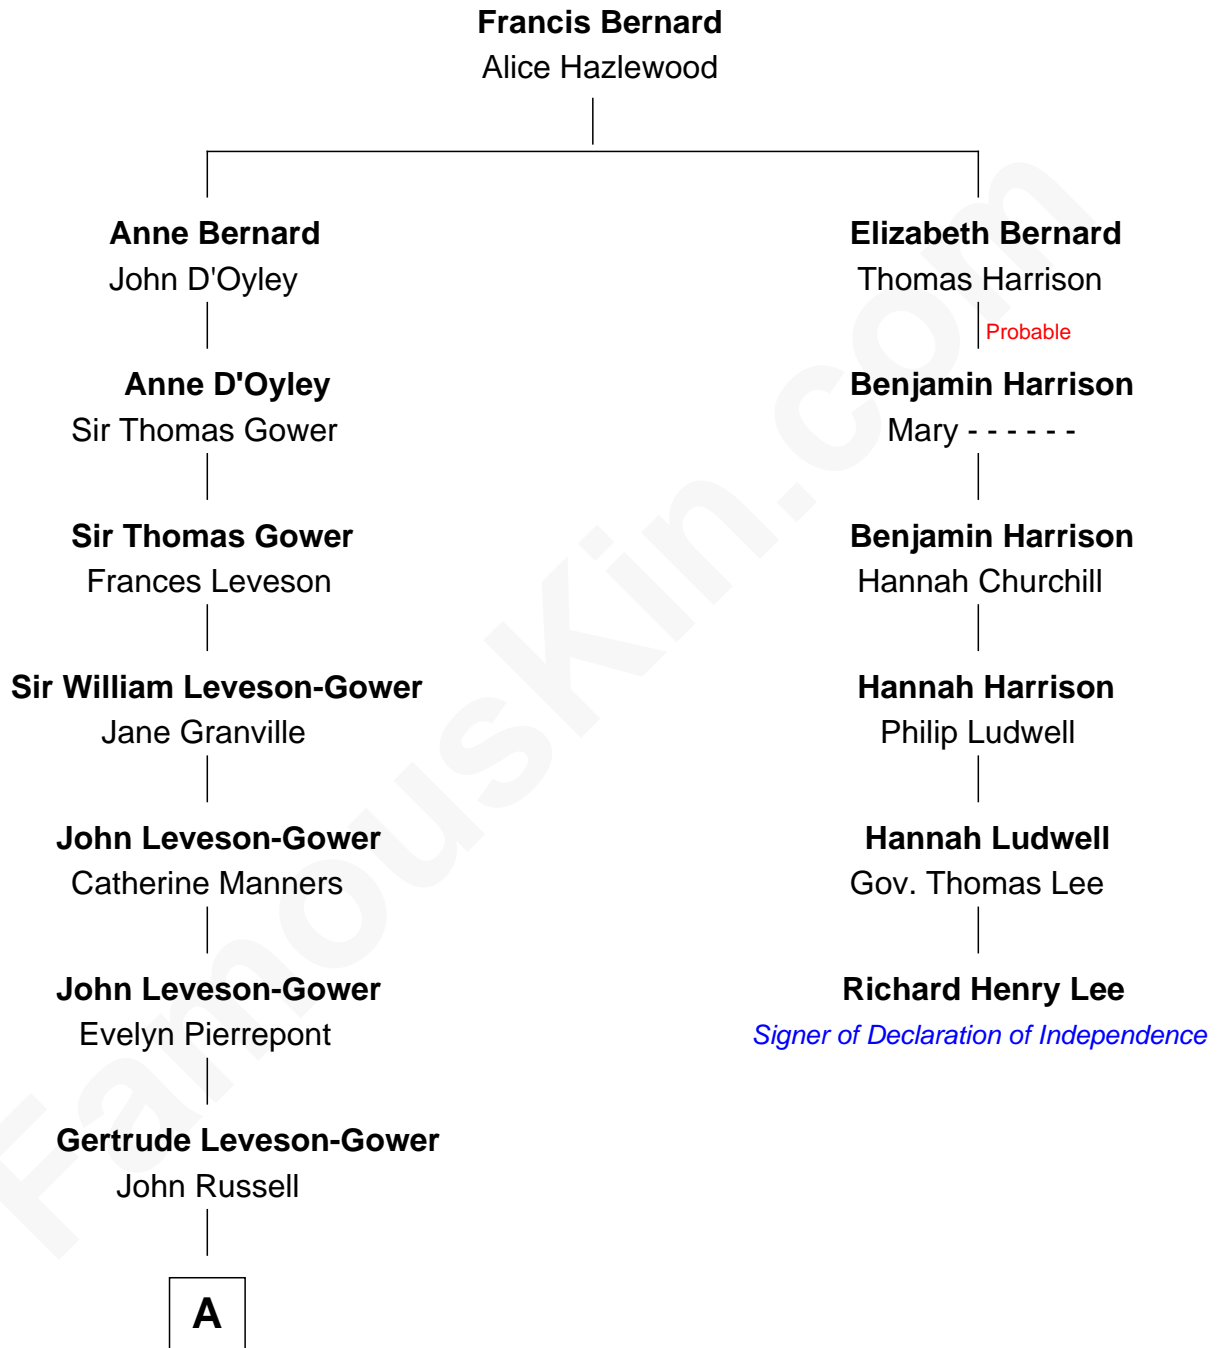 Francis Bernard
Alice Hazlewood
Anne Bernard
John D'Oyley
Elizabeth Bernard
Thomas Harrison
Probable
Anne D'Oyley
Sir Thomas Gower
Benjamin Harrison
Mary - - - - - -
Sir Thomas Gower
Frances Leveson
Benjamin Harrison
Hannah Churchill
Sir William Leveson-Gower
Jane Granville
Hannah Harrison
Philip Ludwell
John Leveson-Gower
Catherine Manners
Hannah Ludwell
Gov. Thomas Lee
John Leveson-Gower
Evelyn Pierrepont
Richard Henry Lee
Signer of Declaration of Independence
Gertrude Leveson-Gower
John Russell
A
FamousKin.com